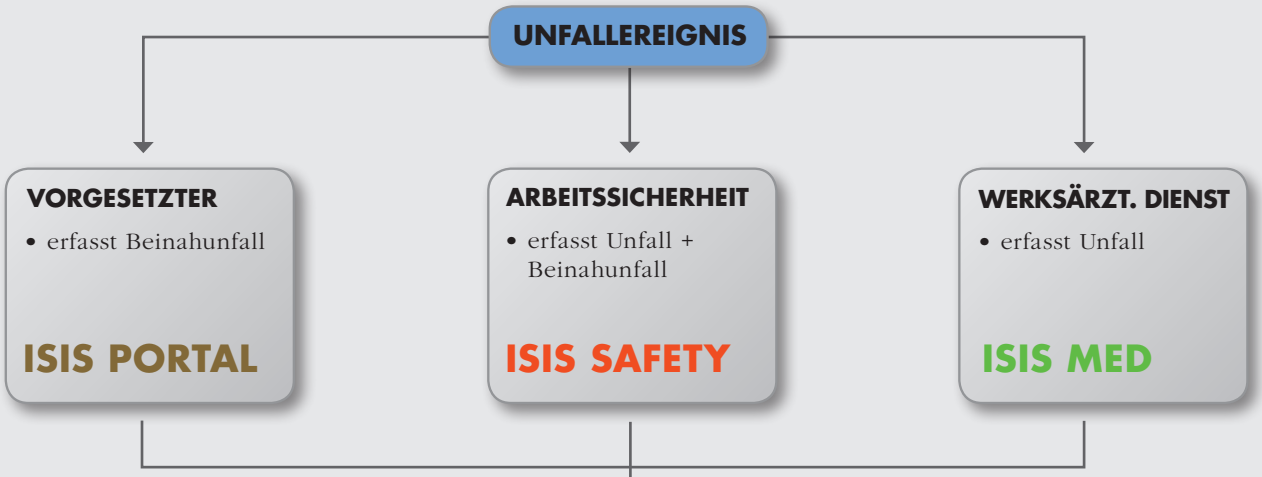 UNFALLEREIGNIS
VORGESETZTER
• erfasst Beinahunfall
ISIS PORTAL
ARBEITSSICHERHEIT
• erfasst Unfall +
Beinahunfall
ISIS SAFETY
WERKSÄRZT. DIENST
• erfasst Unfall
ISIS MED